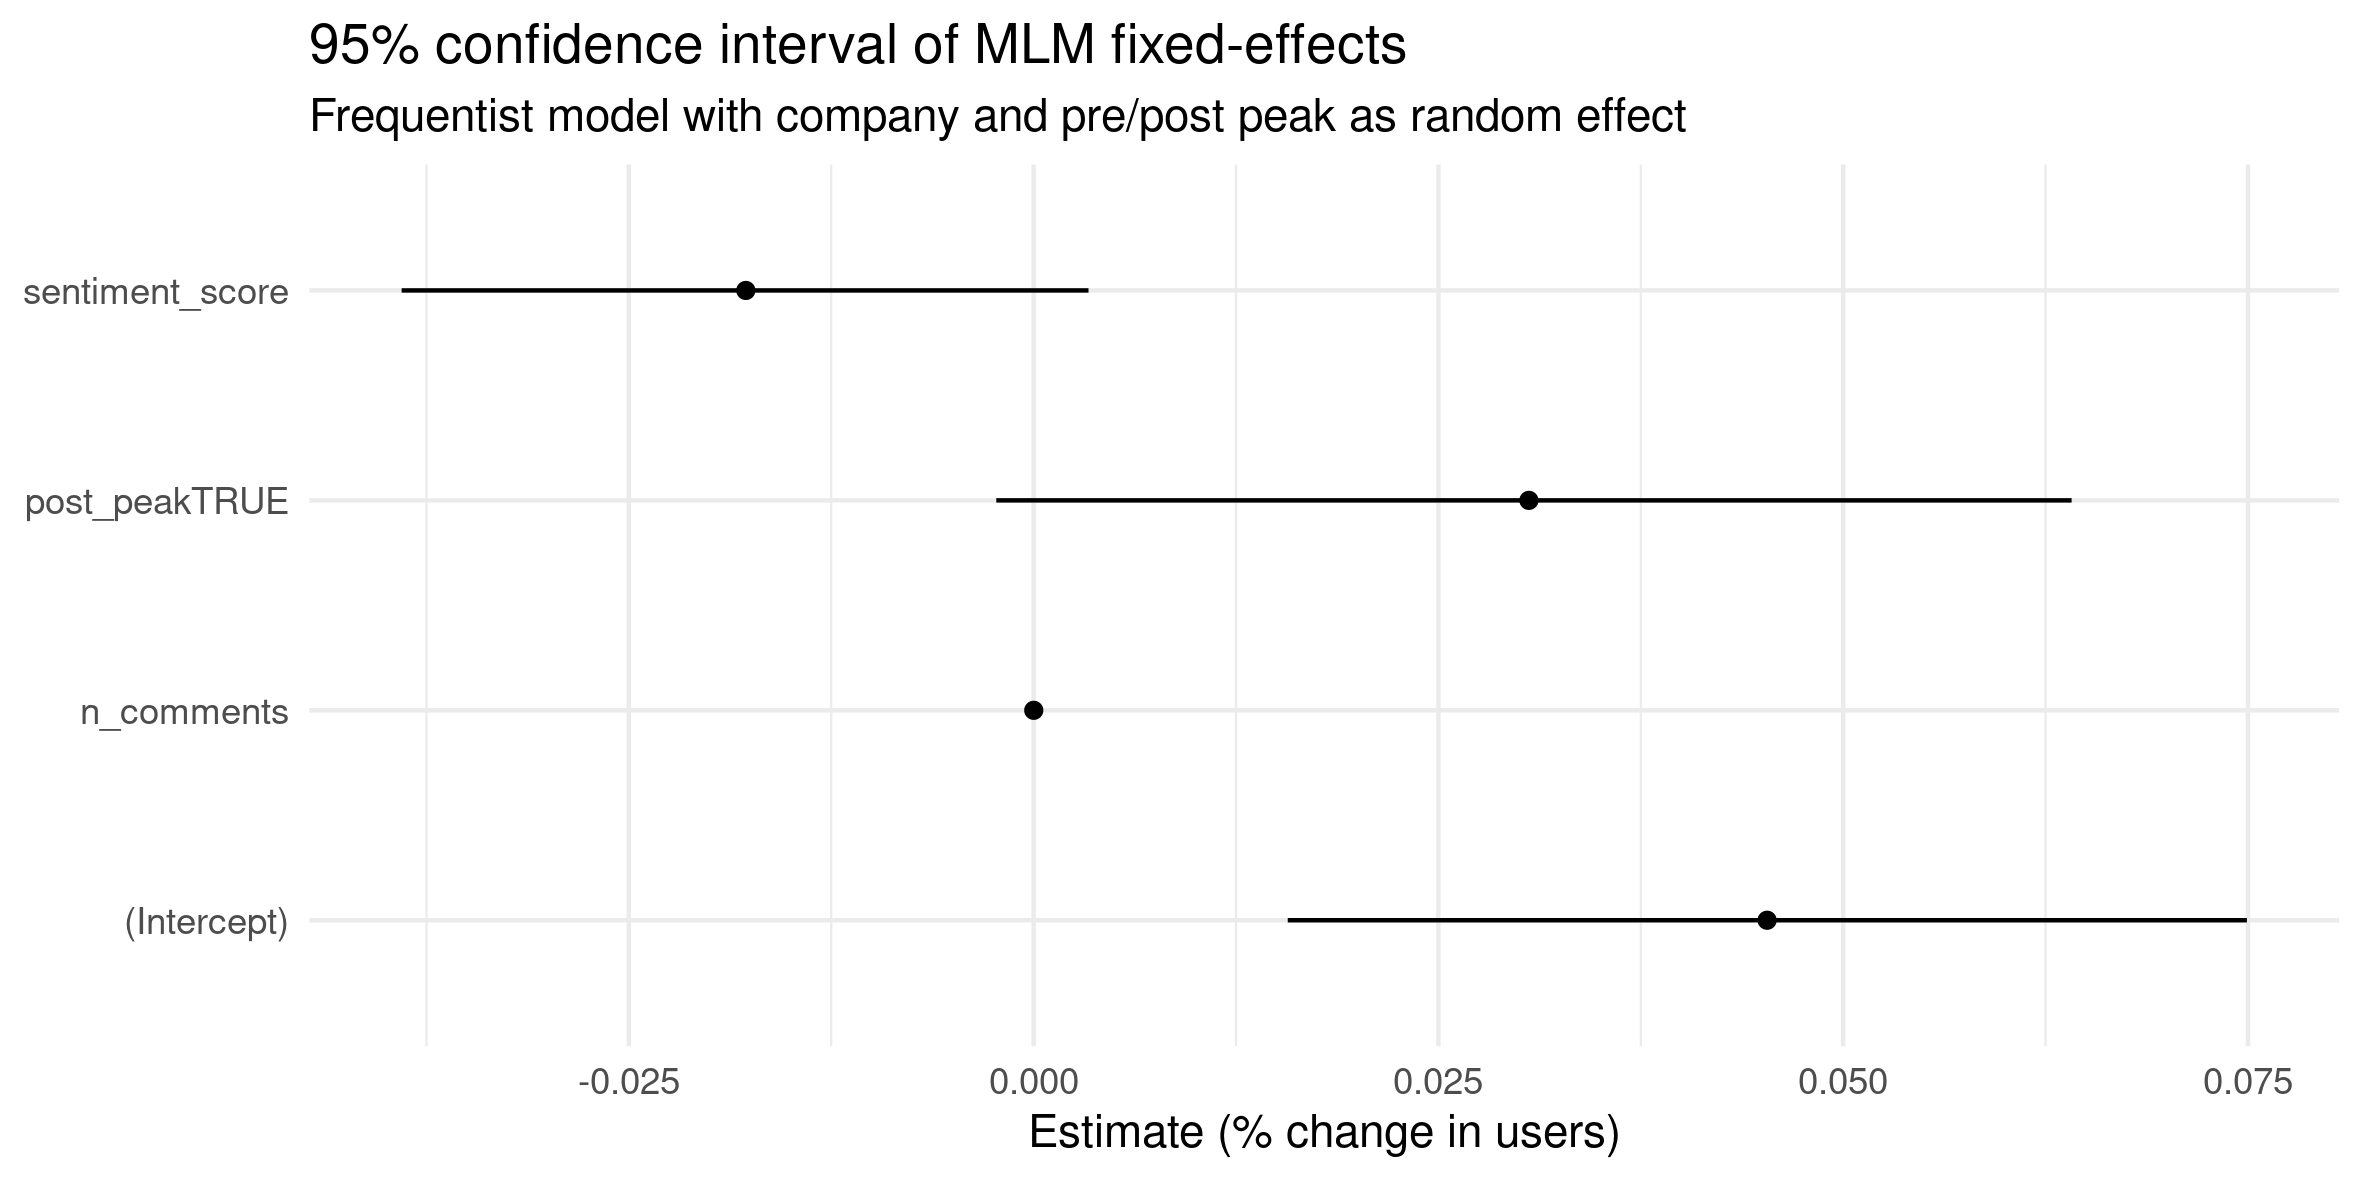 95% confidence interval of MLM fixed-effects
Frequentist model with company and pre/post peak as random effect
sentiment_score
post_peakTRUE
n_comments
(Intercept)
-0.025 0.000 0.025 0.050 0.075
Estimate (% change in users)